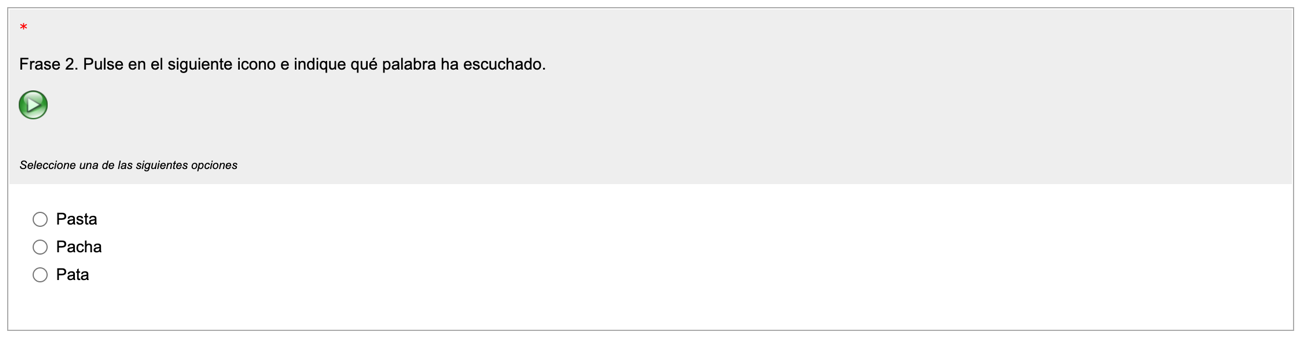 *
Frase 2. Pulse en el siguiente icono e indique qué palabra ha escuchado.
Seleccione una de las siguientes opciones
Pasta
Pacha
Pata